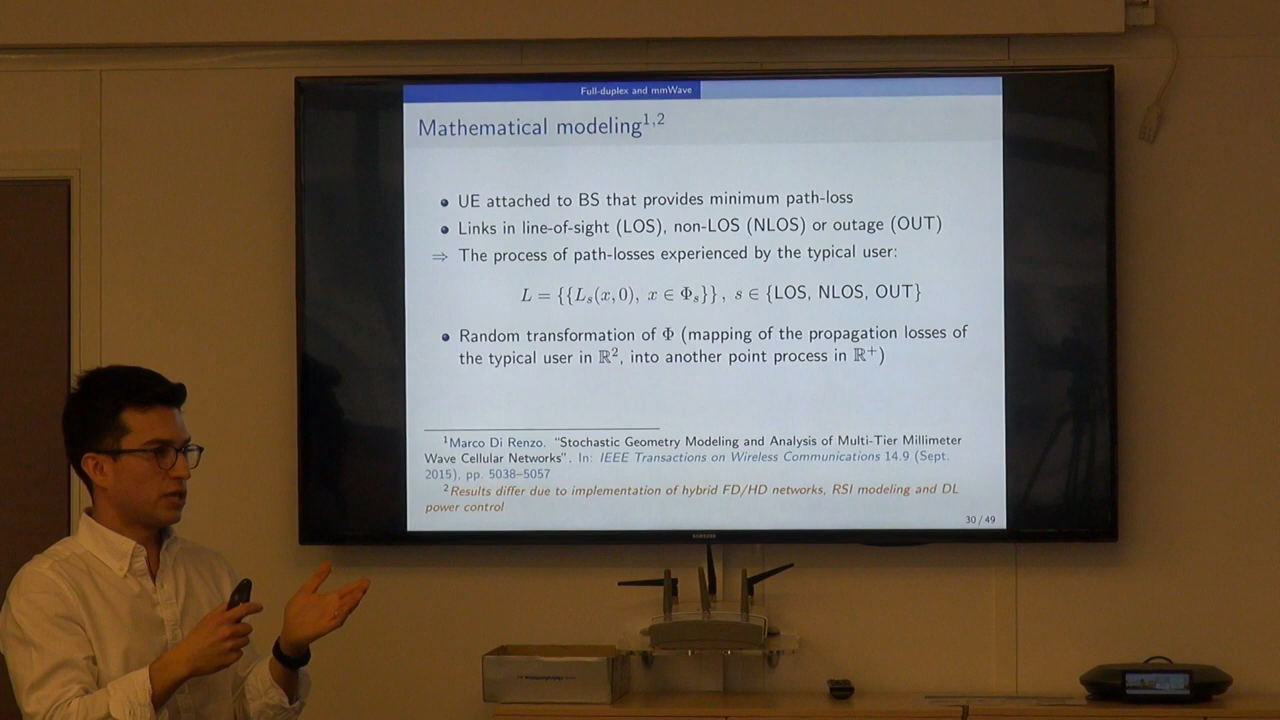 Full-duplex and mmWave
Mathematical modeling¹,²
• UE attached to BS that provides minimum path-loss
• Links in line-of-sight (LOS), non-LOS (NLOS) or outage (OUT)
⇒ The process of path-losses experienced by the typical user:
L = {{Lₛ(x,0), x ∈ Φₛ}}, s ∈ {LOS, NLOS, OUT}
• Random transformation of Φ (mapping of the propagation losses of
the typical user in ℝ², into another point process in ℝ⁺)
¹Marco Di Renzo. “Stochastic Geometry Modeling and Analysis of Multi-Tier Millimeter
Wave Cellular Networks”. In: IEEE Transactions on Wireless Communications 14.9 (Sept.
2015), pp. 5038–5057
²Results differ due to implementation of hybrid FD/HD networks, RSI modeling and DL
power control
30 / 49
SAMSUNG